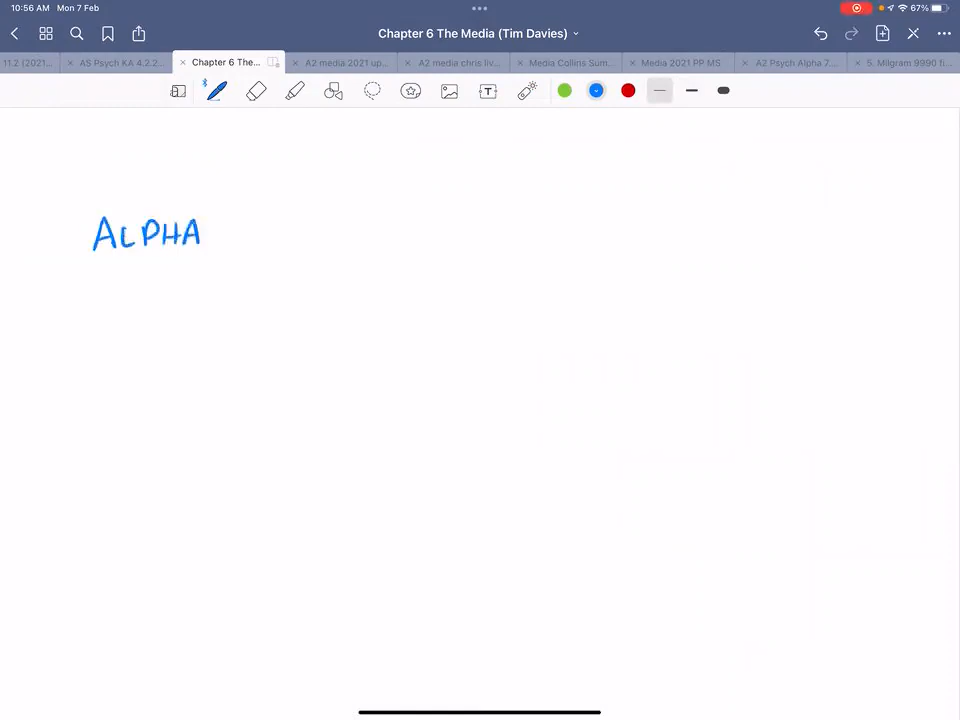 10:56 AM Mon 7 Feb
67%
Chapter 6 The Media (Tim Davies)
11.2 (2021...
AS Psych KA 4.2.2...
Chapter 6 The...
A2 media 2021 up...
A2 media chris liv...
Media Collins Sum...
Media 2021 PP MS
A2 Psych Alpha 7....
5. Milgram 9990 fi...
T
ALPHA